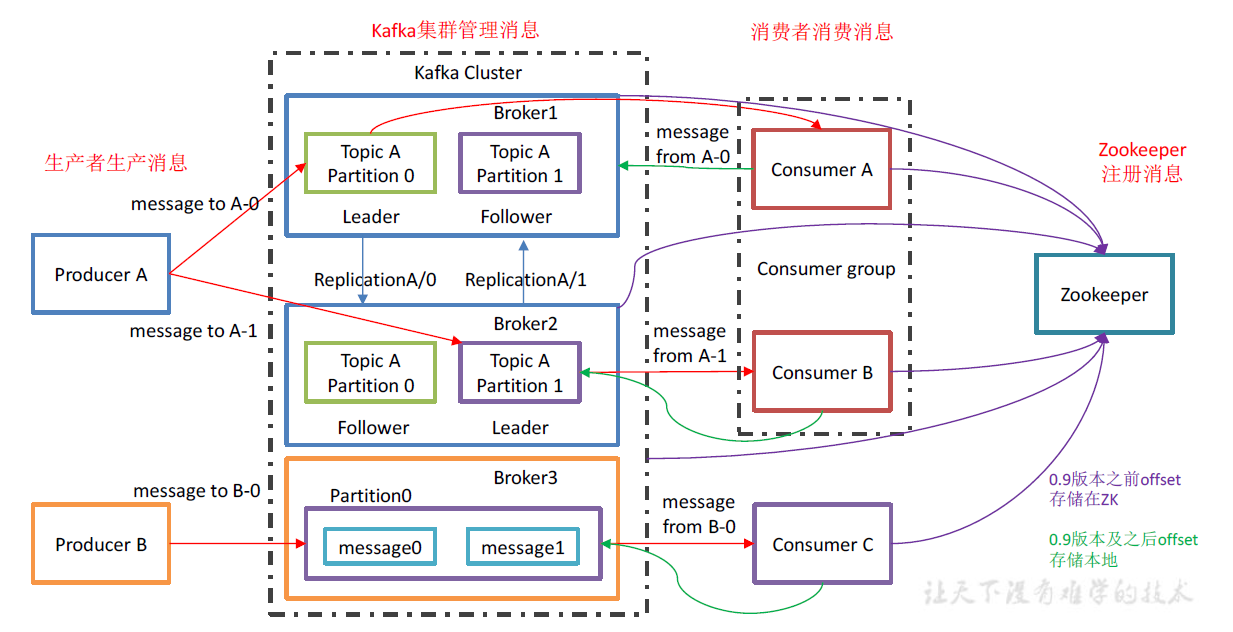 Kafka集群管理消息
消费者消费消息
Kafka Cluster
Broker1
Topic A
Partition 0
Topic A
Partition 1
Leader
Follower
生产者生产消息
message to A-0
Producer A
message to A-1
ReplicationA/0
ReplicationA/1
Broker2
Topic A
Partition 0
Topic A
Partition 1
Follower
Leader
message
from A-0
Consumer A
Consumer group
message
from A-1
Consumer B
Zookeeper
注册消息
Zookeeper
message to B-0
Producer B
Broker3
Partition0
message0
message1
message
from B-0
Consumer C
0.9版本之前offset
存储在ZK
0.9版本及之后offset
存储本地
让天下没有难学的技术